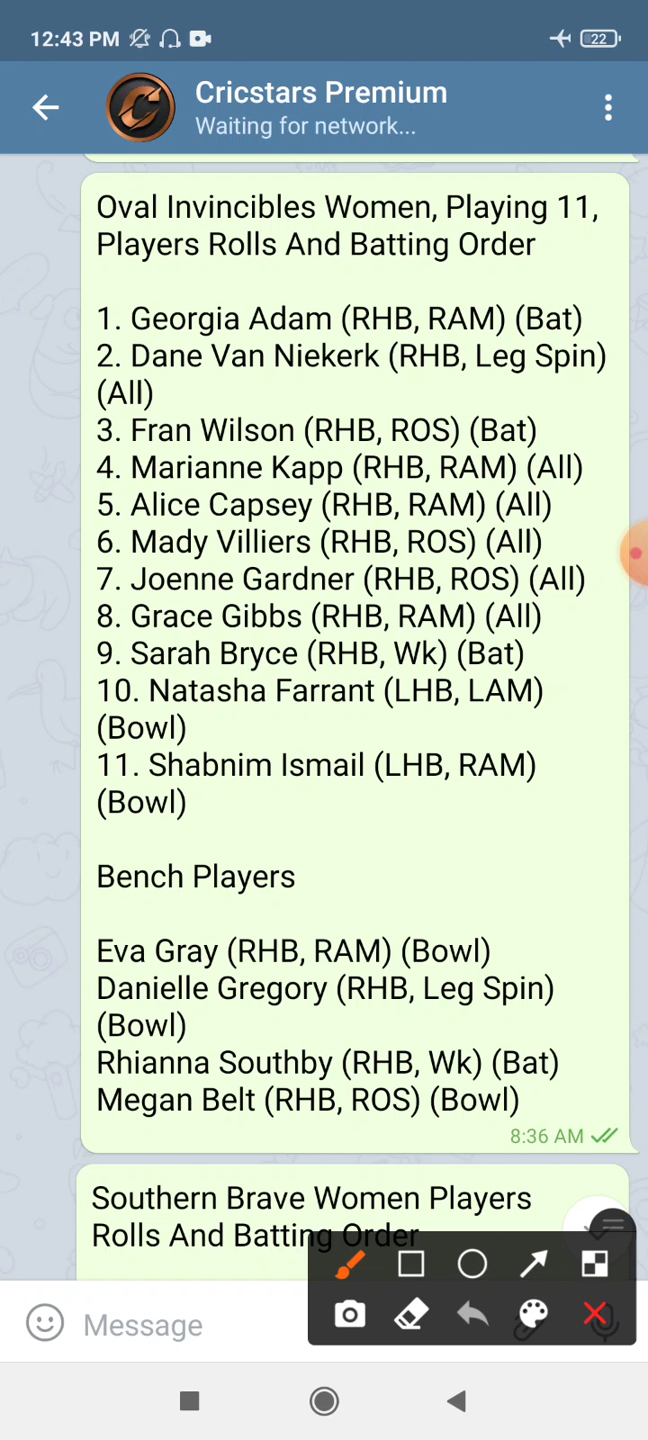 12:43 PM
22
Cricstars Premium
Waiting for network...
Oval Invincibles Women, Playing 11,
Players Rolls And Batting Order
1. Georgia Adam (RHB, RAM) (Bat)
2. Dane Van Niekerk (RHB, Leg Spin)
(All)
3. Fran Wilson (RHB, ROS) (Bat)
4. Marianne Kapp (RHB, RAM) (All)
5. Alice Capsey (RHB, RAM) (All)
6. Mady Villiers (RHB, ROS) (All)
7. Joenne Gardner (RHB, ROS) (All)
8. Grace Gibbs (RHB, RAM) (All)
9. Sarah Bryce (RHB, Wk) (Bat)
10. Natasha Farrant (LHB, LAM)
(Bowl)
11. Shabnim Ismail (LHB, RAM)
(Bowl)
Bench Players
Eva Gray (RHB, RAM) (Bowl)
Danielle Gregory (RHB, Leg Spin)
(Bowl)
Rhianna Southby (RHB, Wk) (Bat)
Megan Belt (RHB, ROS) (Bowl)
8:36 AM
Southern Brave Women Players
Rolls And Batting Order
Message